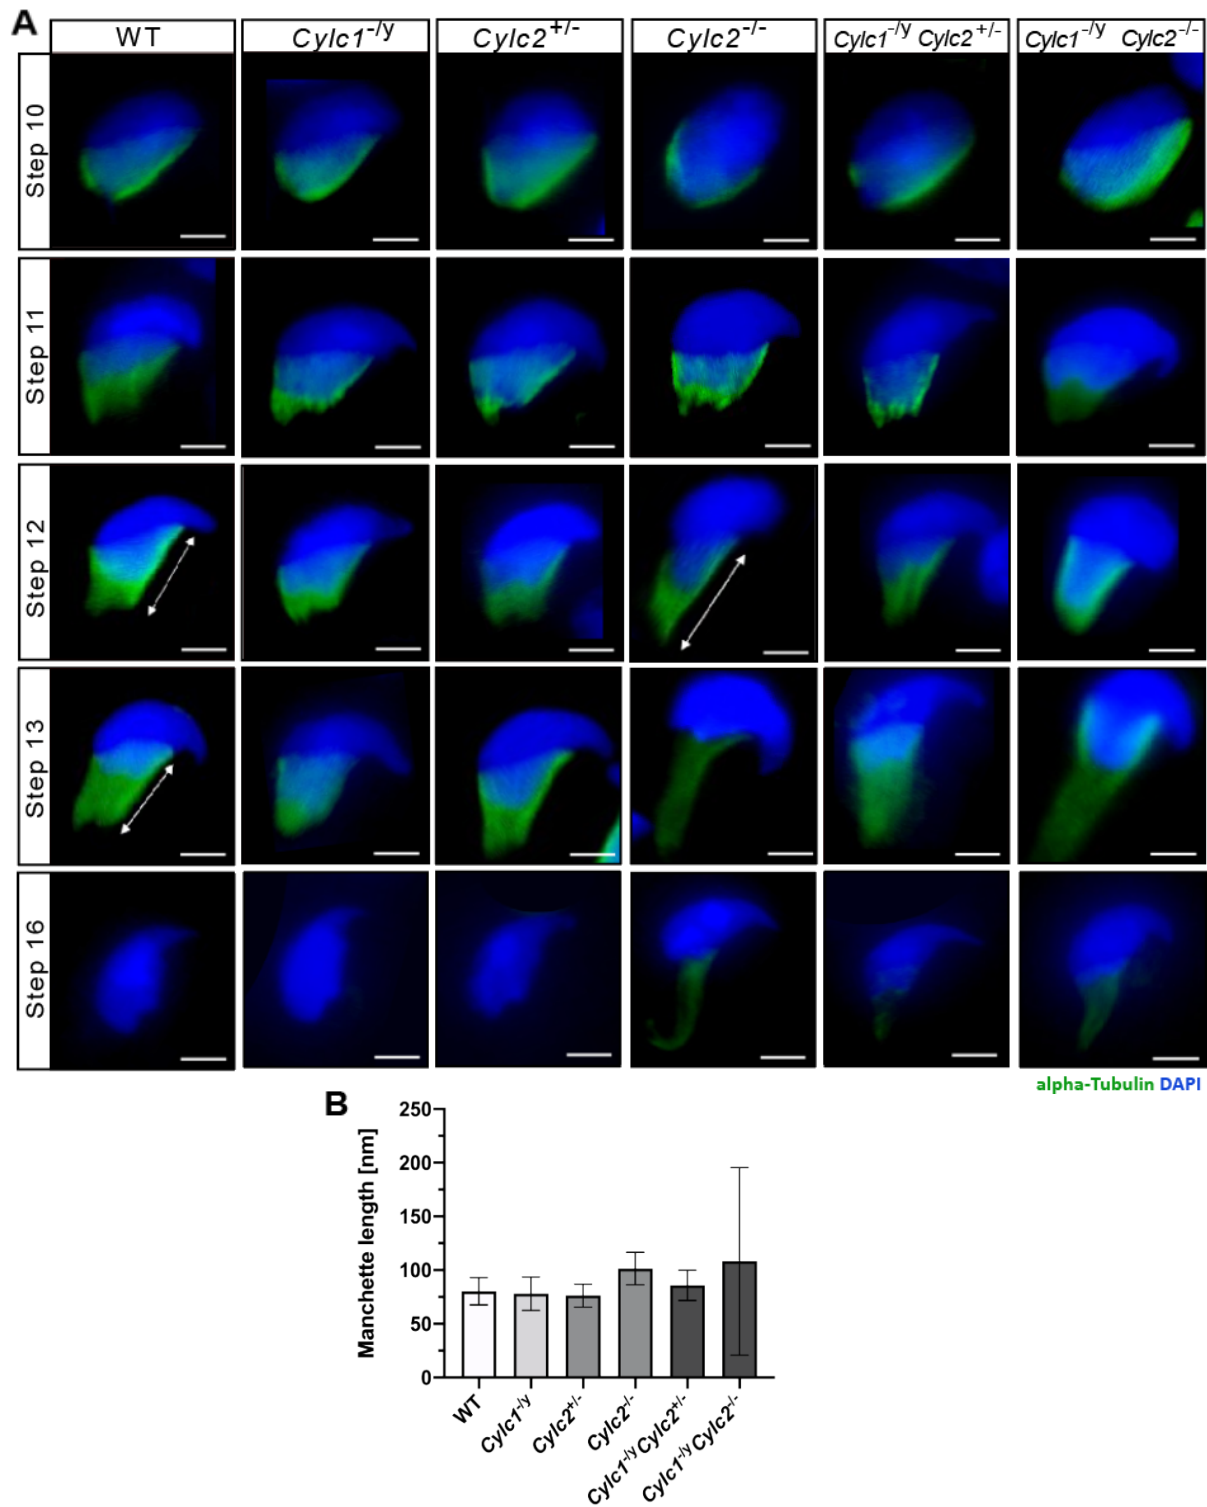 A
WT
Cylc1-/y
Cylc2+/-
Cylc2-/-
Cylc1-/y Cylc2+/-
Cylc1-/y Cylc2-/-
Step 10
Step 11
Step 12
Step 13
Step 16
alpha-Tubulin DAPI
B
Manchette length [nm]
250
200
150
100
50
0
WT
Cylc1-/y
Cylc2+/-
Cylc2-/-
Cylc1-/y Cylc2+/-
Cylc1-/y Cylc2-/-